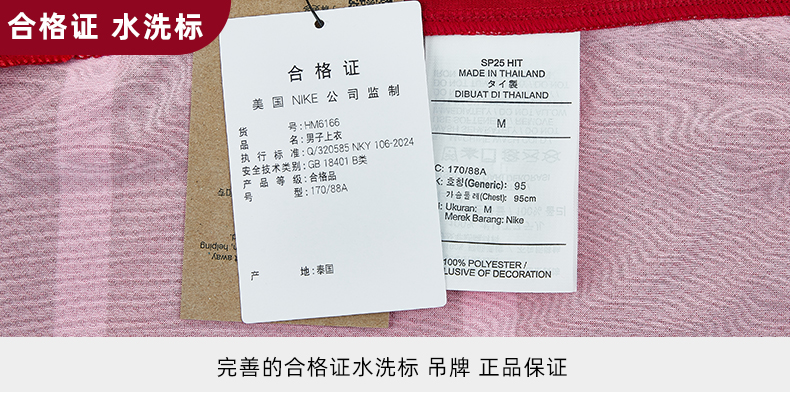 合格证 水洗标
合格证
美国 NIKE 公司监制
货号:HM6166
品名:男子上衣
执行标准:Q/320585 NKY 106-2024
安全技术类别:GB 18401 B类
产品等级:合格品
号型:170/88A
产地:泰国
SP25 HIT
MADE IN THAILAND
タイ製
DIBUAT DI THAILAND
M
C: 170/88A
K: 호칭(Generic): 95
가슴둘레(Chest): 95cm
Ukuran: M
Merek Barang: Nike
100% POLYESTER /
LUSIVE OF DECORATION
away,
helping
完善的合格证水洗标 吊牌 正品保证